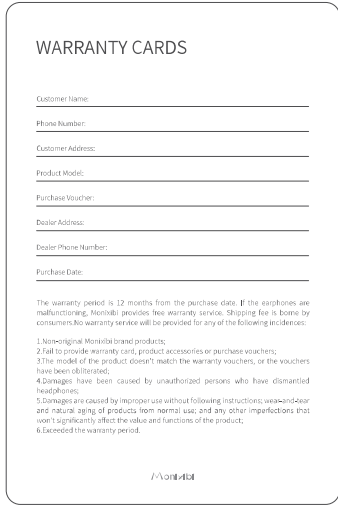 WARRANTY CARDS
Customer Name:
Phone Number:
Customer Address:
Product Model:
Purchase Voucher:
Dealer Address:
Dealer Phone Number:
Purchase Date:
The warranty period is 12 months from the purchase date. If the earphones are
malfunctioning, Monixibi provides free warranty service. Shipping fee is borne by
consumers.No warranty service will be provided for any of the following incidences:
1.Non-original Monixibi brand products;
2.Fail to provide warranty card, product accessories or purchase vouchers;
3.The model of the product doesn't match the warranty vouchers, or the vouchers
have been obliterated;
4.Damages have been caused by unauthorized persons who have dismantled
headphones;
5.Damages are caused by improper use without following instructions; wear-and-tear
and natural aging of products from normal use; and any other imperfections that
won't significantly affect the value and functions of the product;
6.Exceeded the warranty period.
Monixibi